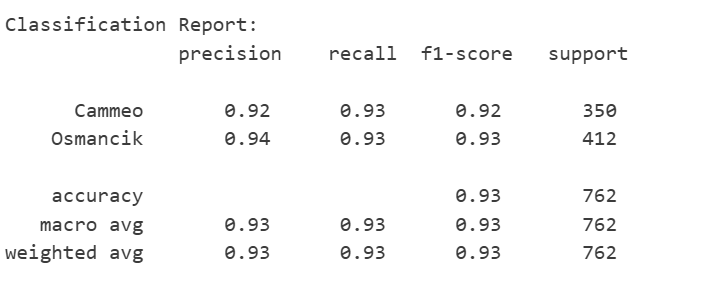 Classification Report:
precision recall f1-score support
Cammeo 0.92 0.93 0.92 350
Osmancik 0.94 0.93 0.93 412
accuracy 0.93 762
macro avg 0.93 0.93 0.93 762
weighted avg 0.93 0.93 0.93 762